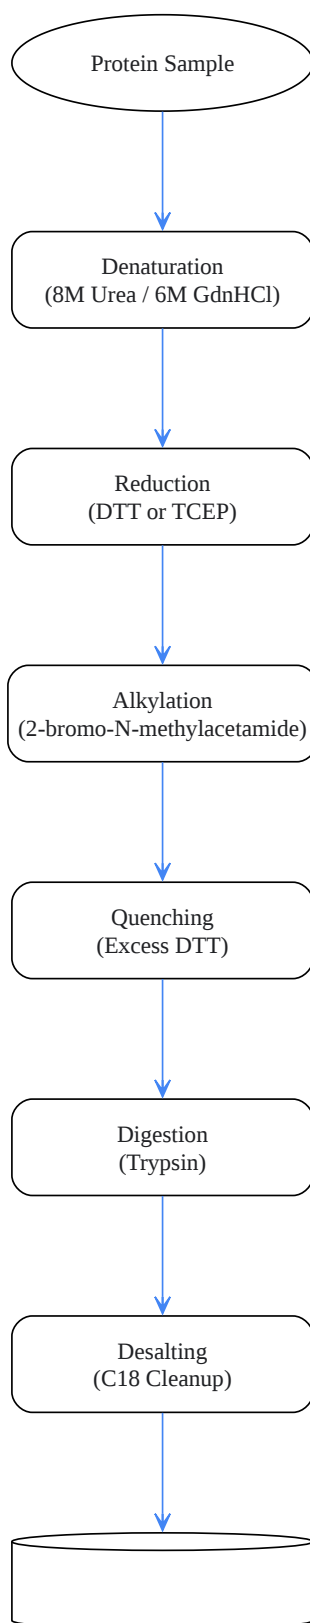 Protein Sample
Denaturation
(8M Urea / 6M GdnHCl)
Reduction
(DTT or TCEP)
Alkylation
(2-bromo-N-methylacetamide)
Quenching
(Excess DTT)
Digestion
(Trypsin)
Desalting
(C18 Cleanup)